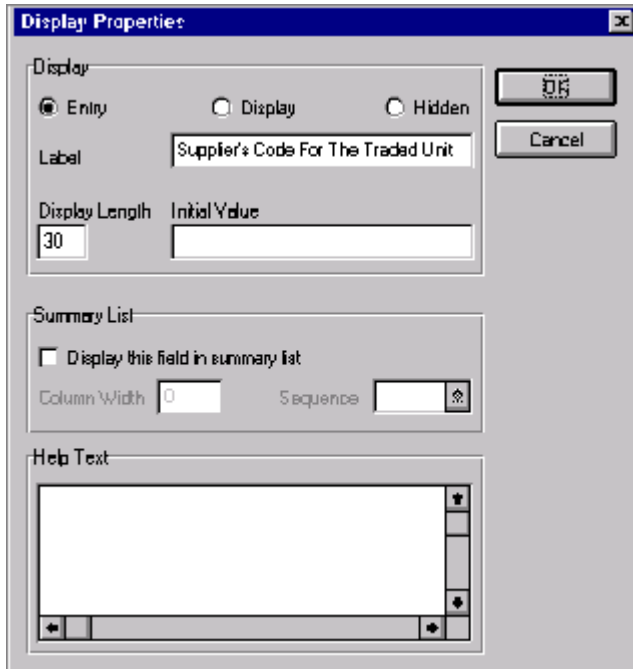 Display Properties
Display
Entry Display Hidden
Label Supplier's Code For The Traded Unit
Display Length Initial Value
30
OK
Cancel
Summary List
Display this field in summary list
Column Width 0 Sequence
Help Text